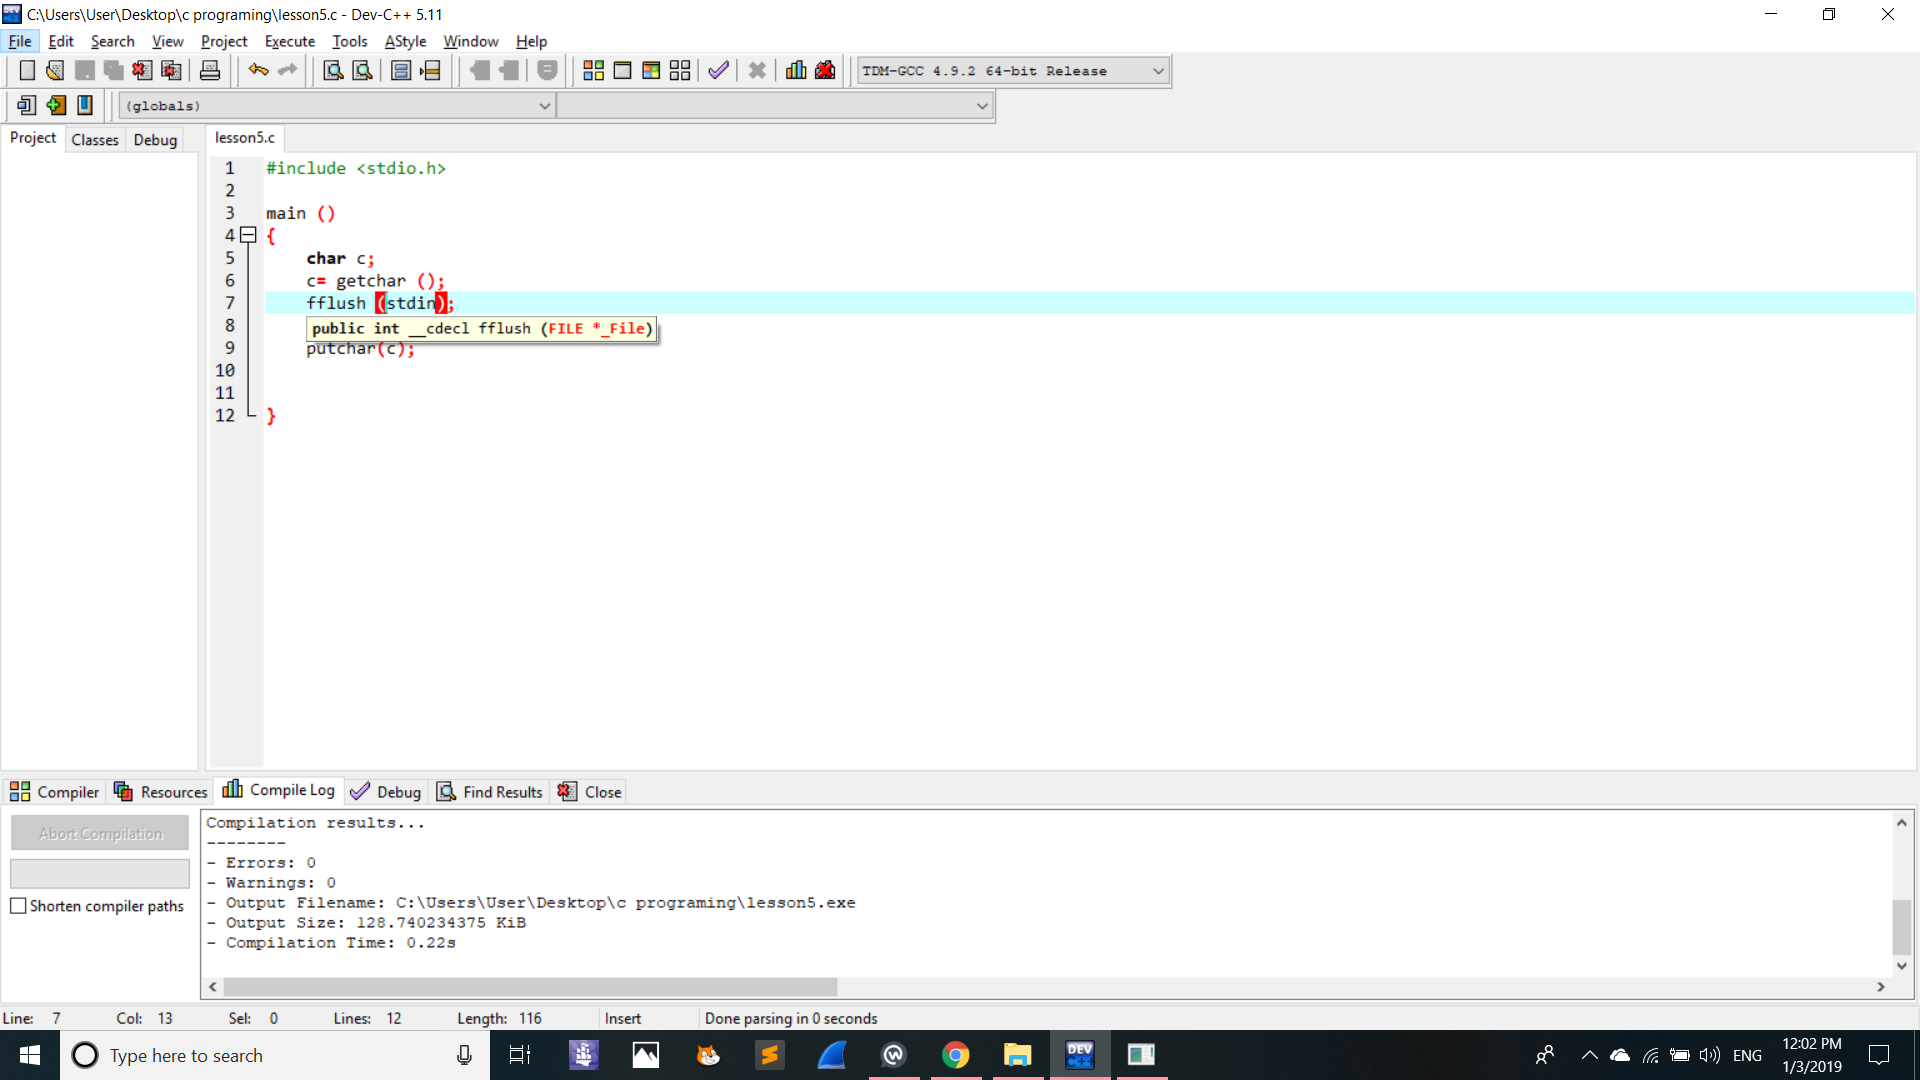 C:\Users\User\Desktop\c programing\lesson5.c - Dev-C++ 5.11
File Edit Search View Project Execute Tools AStyle Window Help
TDM-GCC 4.9.2 64-bit Release
(globals)
Project Classes Debug
lesson5.c
1 #include <stdio.h>
2
3 main ()
4 {
5 char c;
6 c= getchar ();
7 fflush (stdin);
8 public int __cdecl fflush (FILE *_File)
9 putchar(c);
10
11
12 }
Compiler Resources Compile Log Debug Find Results Close
Abort Compilation
Shorten compiler paths
Compilation results...
--------
- Errors: 0
- Warnings: 0
- Output Filename: C:\Users\User\Desktop\c programing\lesson5.exe
- Output Size: 128.740234375 KiB
- Compilation Time: 0.22s
Line: 7 Col: 13 Sel: 0 Lines: 12 Length: 116 Insert Done parsing in 0 seconds
Type here to search
DEV C++
ENG
12:02 PM
1/3/2019